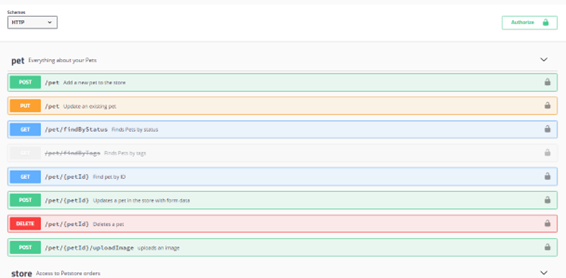 Schemes
HTTP
Authorize
pet Everything about your Pets
POST /pet Add a new pet to the store
PUT /pet Update an existing pet
GET /pet/findByStatus Finds Pets by status
/pet/findByTags Finds Pets by tags
GET /pet/{petId} Find pet by ID
POST /pet/{petId} Updates a pet in the store with form data
DELETE /pet/{petId} Deletes a pet
POST /pet/{petId}/uploadImage uploads an image
store Access to Petstore orders